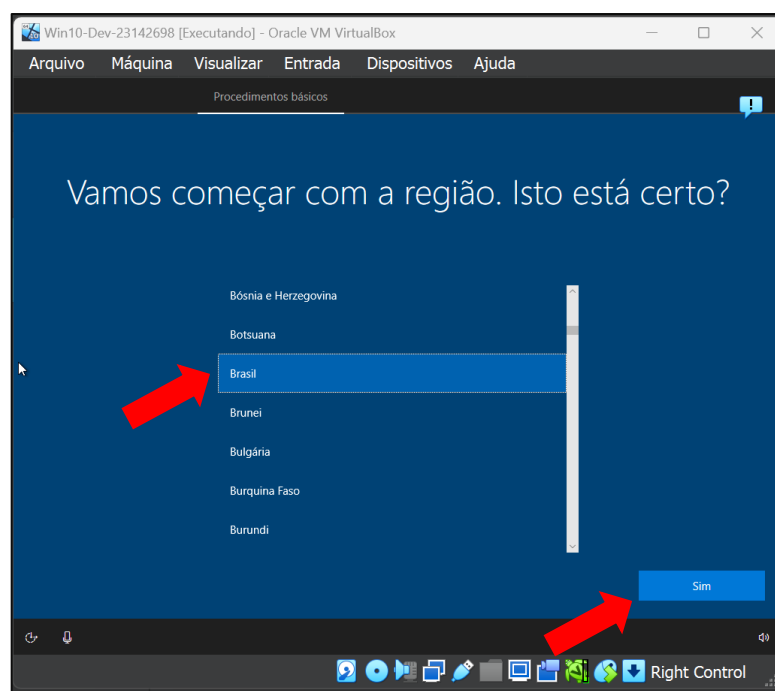 Win10-Dev-23142698 [Executando] - Oracle VM VirtualBox
Arquivo Máquina Visualizar Entrada Dispositivos Ajuda
Procedimentos básicos
Vamos começar com a região. Isto está certo?
Bósnia e Herzegovina
Botsuana
Brasil
Brunei
Bulgária
Burquina Faso
Burundi
Sim
Right Control